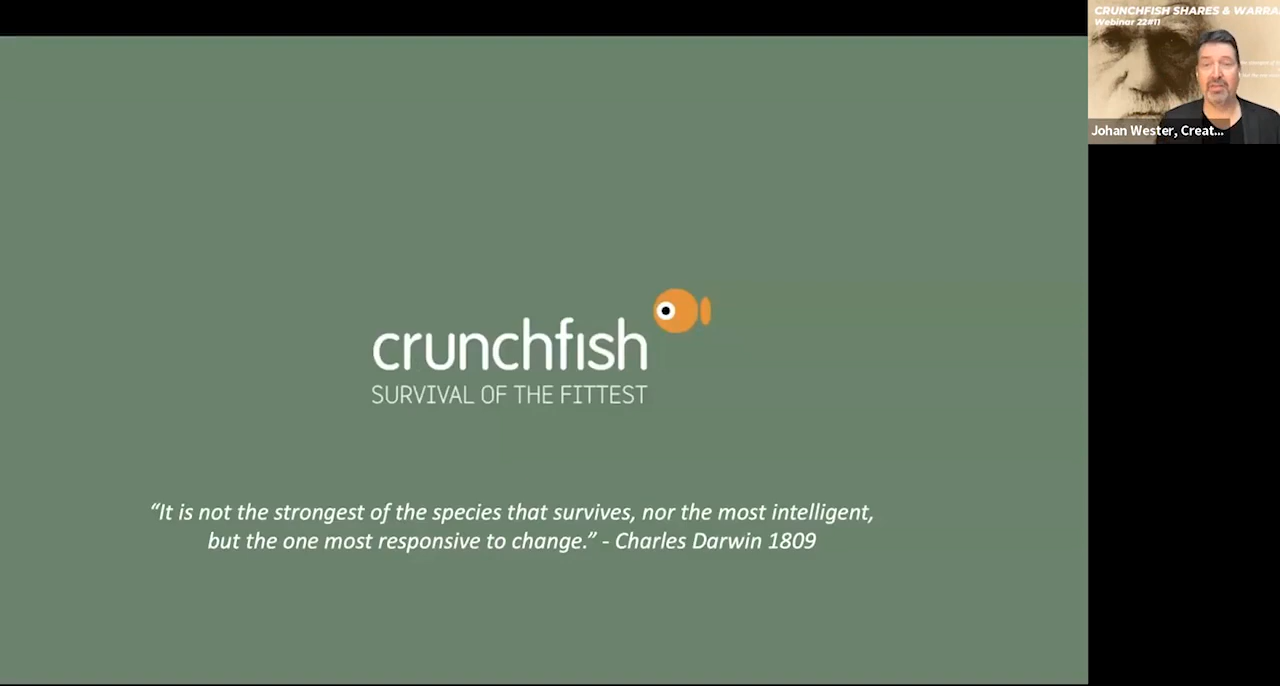 CRUNCHFISH SHARES & WARRA
Webinar 22#11
Johan Wester, Creat...
crunchfish
SURVIVAL OF THE FITTEST
“It is not the strongest of the species that survives, nor the most intelligent,
but the one most responsive to change.” - Charles Darwin 1809